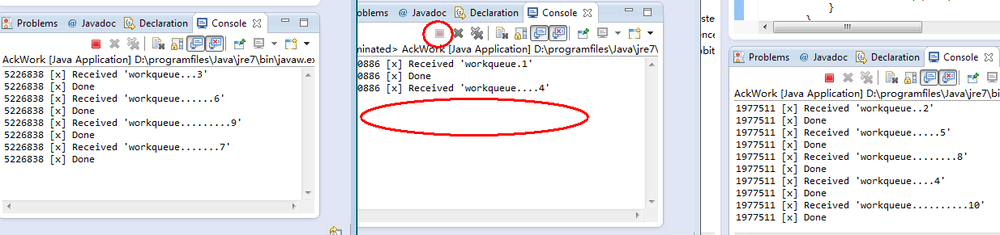 Problems @ Javadoc Declaration Console
AckWork [Java Application] D:\programfiles\Java\jre7\bin\javaw.ex
5226838 [x] Received 'workqueue...3'
5226838 [x] Done
5226838 [x] Received 'workqueue......6'
5226838 [x] Done
5226838 [x] Received 'workqueue.........9'
5226838 [x] Done
5226838 [x] Received 'workqueue.......7'
5226838 [x] Done
oblems @ Javadoc Declaration Console
minated> AckWork [Java Application] D:\programfiles\Java\jre7\
0886 [x] Received 'workqueue.1'
0886 [x] Done
0886 [x] Received 'workqueue....4'
ste
ence
obbit
}
}
Problems @ Javadoc Declaration Console
AckWork [Java Application] D:\programfiles\Java\jre7\bi
1977511 [x] Received 'workqueue..2'
1977511 [x] Done
1977511 [x] Received 'workqueue.....5'
1977511 [x] Done
1977511 [x] Received 'workqueue........8'
1977511 [x] Done
1977511 [x] Received 'workqueue....4'
1977511 [x] Done
1977511 [x] Received 'workqueue..........10'
1977511 [x] Done